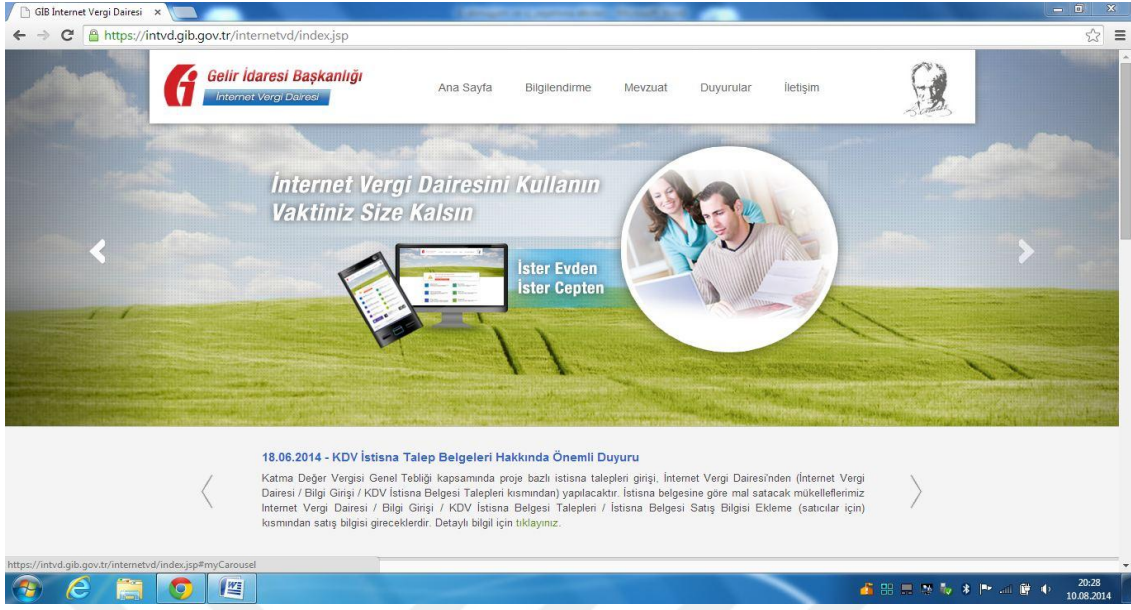 GİB İnternet Vergi Dairesi
https://intvd.gib.gov.tr/internetvd/index.jsp
Gelir İdaresi Başkanlığı
İnternet Vergi Dairesi
Ana Sayfa Bilgilendirme Mevzuat Duyurular İletişim
İnternet Vergi Dairesini Kullanın
Vaktiniz Size Kalsın
İster Evden
İster Cepten
18.06.2014 - KDV İstisna Talep Belgeleri Hakkında Önemli Duyuru
Katma Değer Vergisi Genel Tebliği kapsamında proje bazlı istisna talepleri girişi, İnternet Vergi Dairesi'nden (İnternet Vergi
Dairesi / Bilgi Girişi / KDV İstisna Belgesi Talepleri kısmından) yapılacaktır. İstisna belgesine göre mal satacak mükelleflerimiz
Internet Vergi Dairesi / Bilgi Girişi / KDV İstisna Belgesi Talepleri / İstisna Belgesi Satış Bilgisi Ekleme (satıcılar için)
kısmından satış bilgisi gireceklerdir. Detaylı bilgil için tıklayınız.
https://intvd.gib.gov.tr/internetvd/index.jsp#myCarousel
20:28
10.08.2014